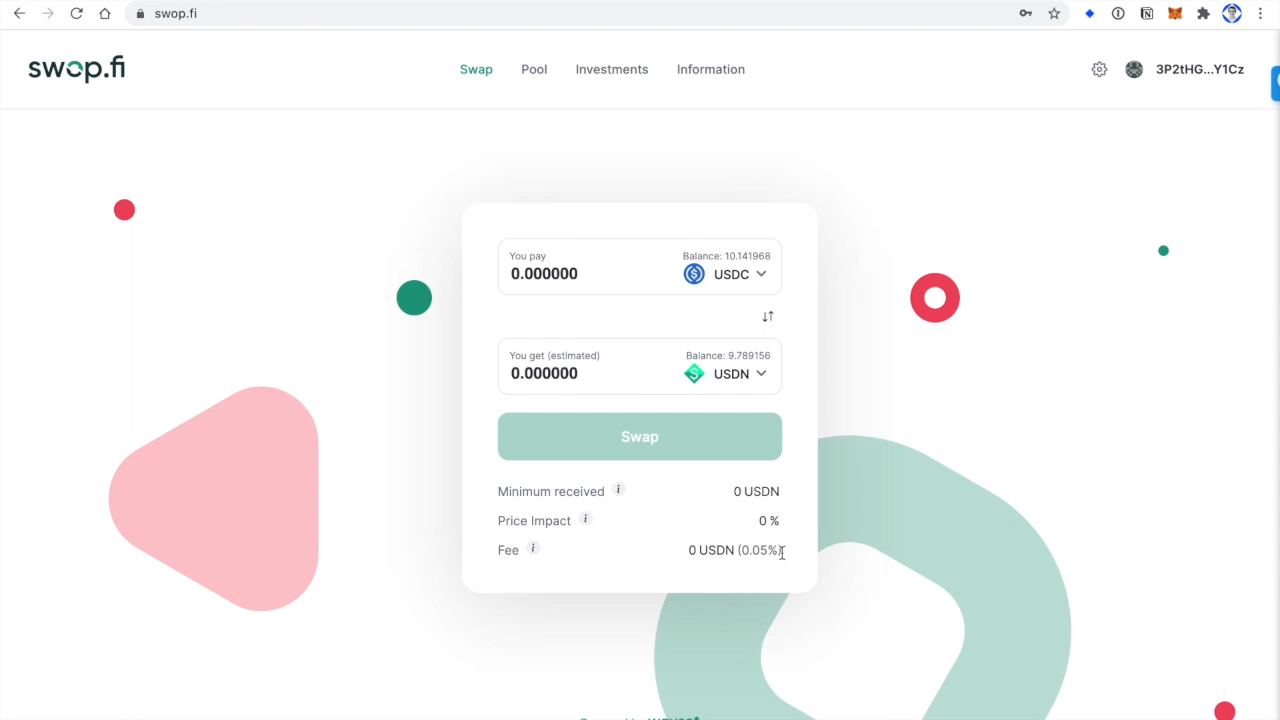 swop.fi
swop.fi
Swap Pool Investments Information
3P2tHG...Y1Cz
You pay
Balance: 10.141968
0.000000
USDC
You get (estimated)
Balance: 9.789156
0.000000
USDN
Swap
Minimum received i 0 USDN
Price Impact i 0 %
Fee i 0 USDN (0.05%)